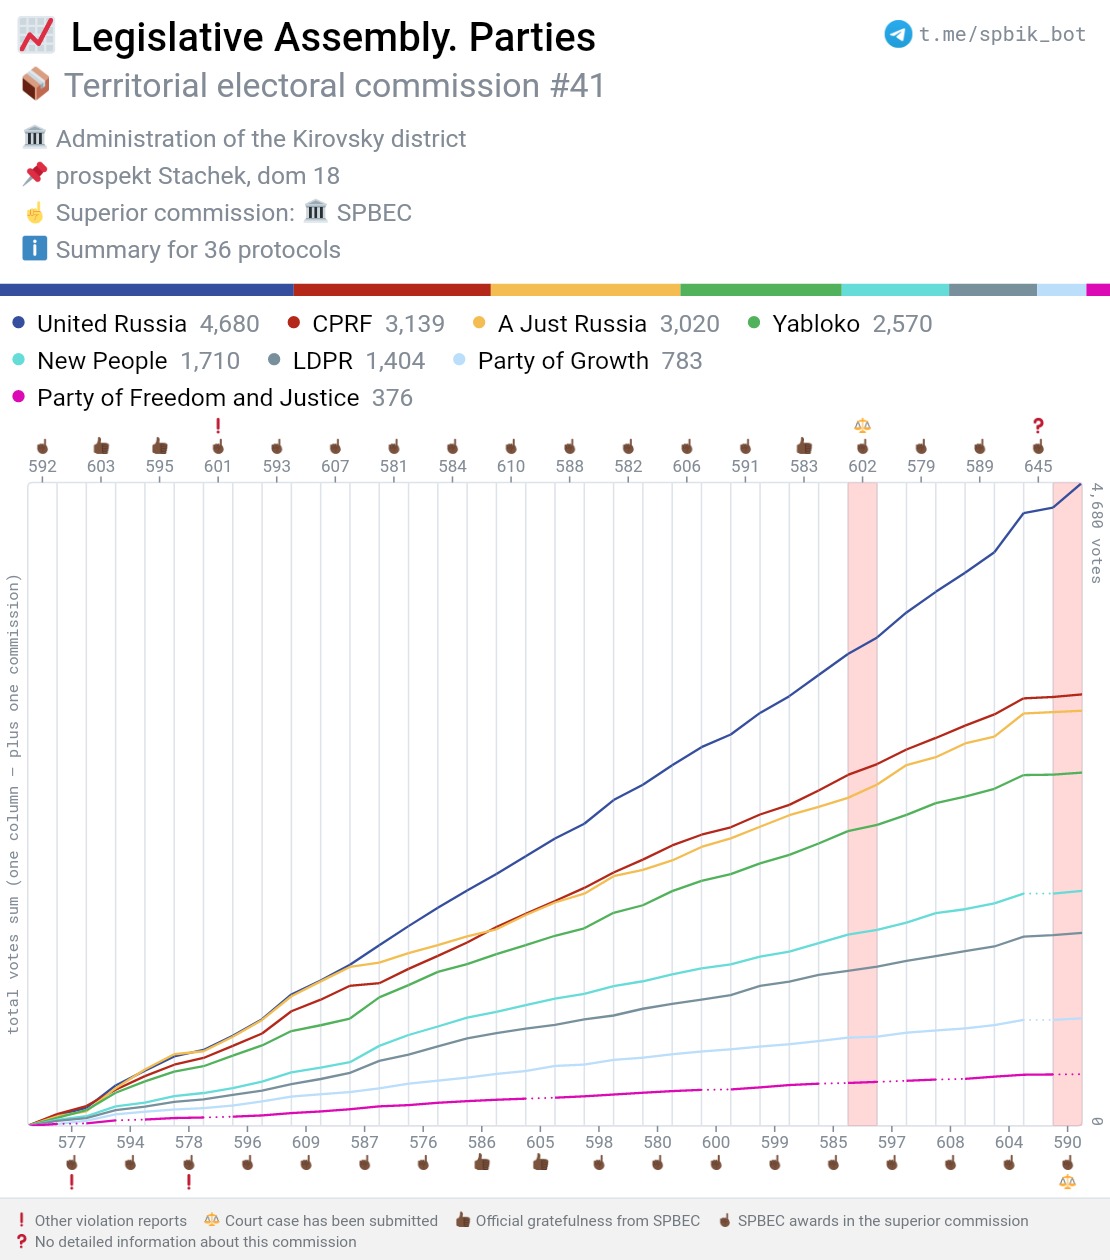 Legislative Assembly. Parties
t.me/spbik_bot
Territorial electoral commission #41
Administration of the Kirovsky district
prospekt Stachek, dom 18
Superior commission: SPBEC
Summary for 36 protocols
United Russia 4,680 CPRF 3,139 A Just Russia 3,020 Yabloko 2,570
New People 1,710 LDPR 1,404 Party of Growth 783
Party of Freedom and Justice 376
592 603 595 601 593 607 581 584 610 588 582 606 591 583 602 579 589 645
4,680 votes
total votes sum (one column – plus one commission)
0
577 594 578 596 609 587 576 586 605 598 580 600 599 585 597 608 604 590
Other violation reports Court case has been submitted Official gratefulness from SPBEC SPBEC awards in the superior commission
No detailed information about this commission